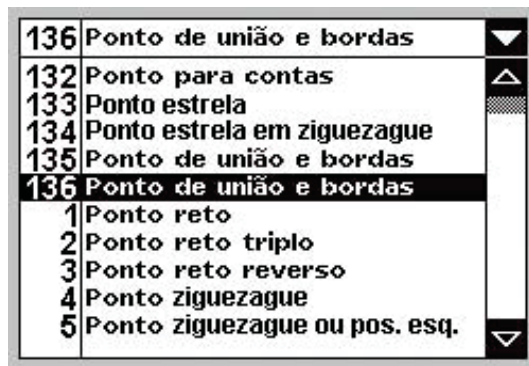 136 Ponto de união e bordas
132 Ponto para contas
133 Ponto estrela
134 Ponto estrela em ziguezague
135 Ponto de união e bordas
136 Ponto de união e bordas
1 Ponto reto
2 Ponto reto triplo
3 Ponto reto reverso
4 Ponto ziguezague
5 Ponto ziguezague ou pos. esq.